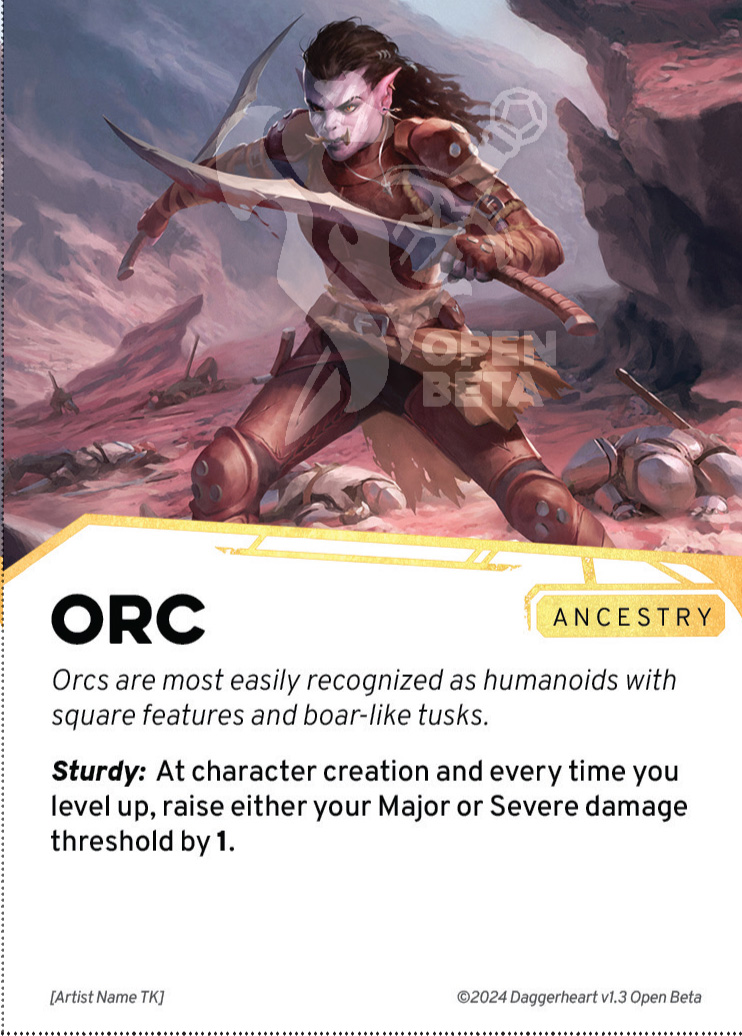 OPEN
BETA
OPEN
BETA
ORC
ANCESTRY
Orcs are most easily recognized as humanoids with
square features and boar-like tusks.
Sturdy: At character creation and every time you
level up, raise either your Major or Severe damage
threshold by 1.
[Artist Name TK]
©2024 Daggerheart v1.3 Open Beta